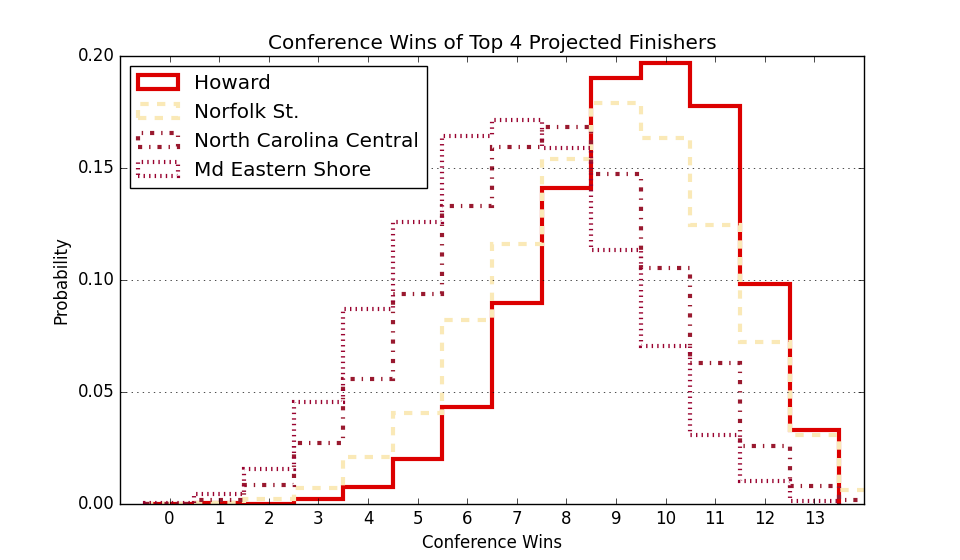 Conference Wins of Top 4 Projected Finishers
0.20
0.15
0.10
0.05
0.00
Probability
Howard
Norfolk St.
North Carolina Central
Md Eastern Shore
0 1 2 3 4 5 6 7 8 9 10 11 12 13
Conference Wins